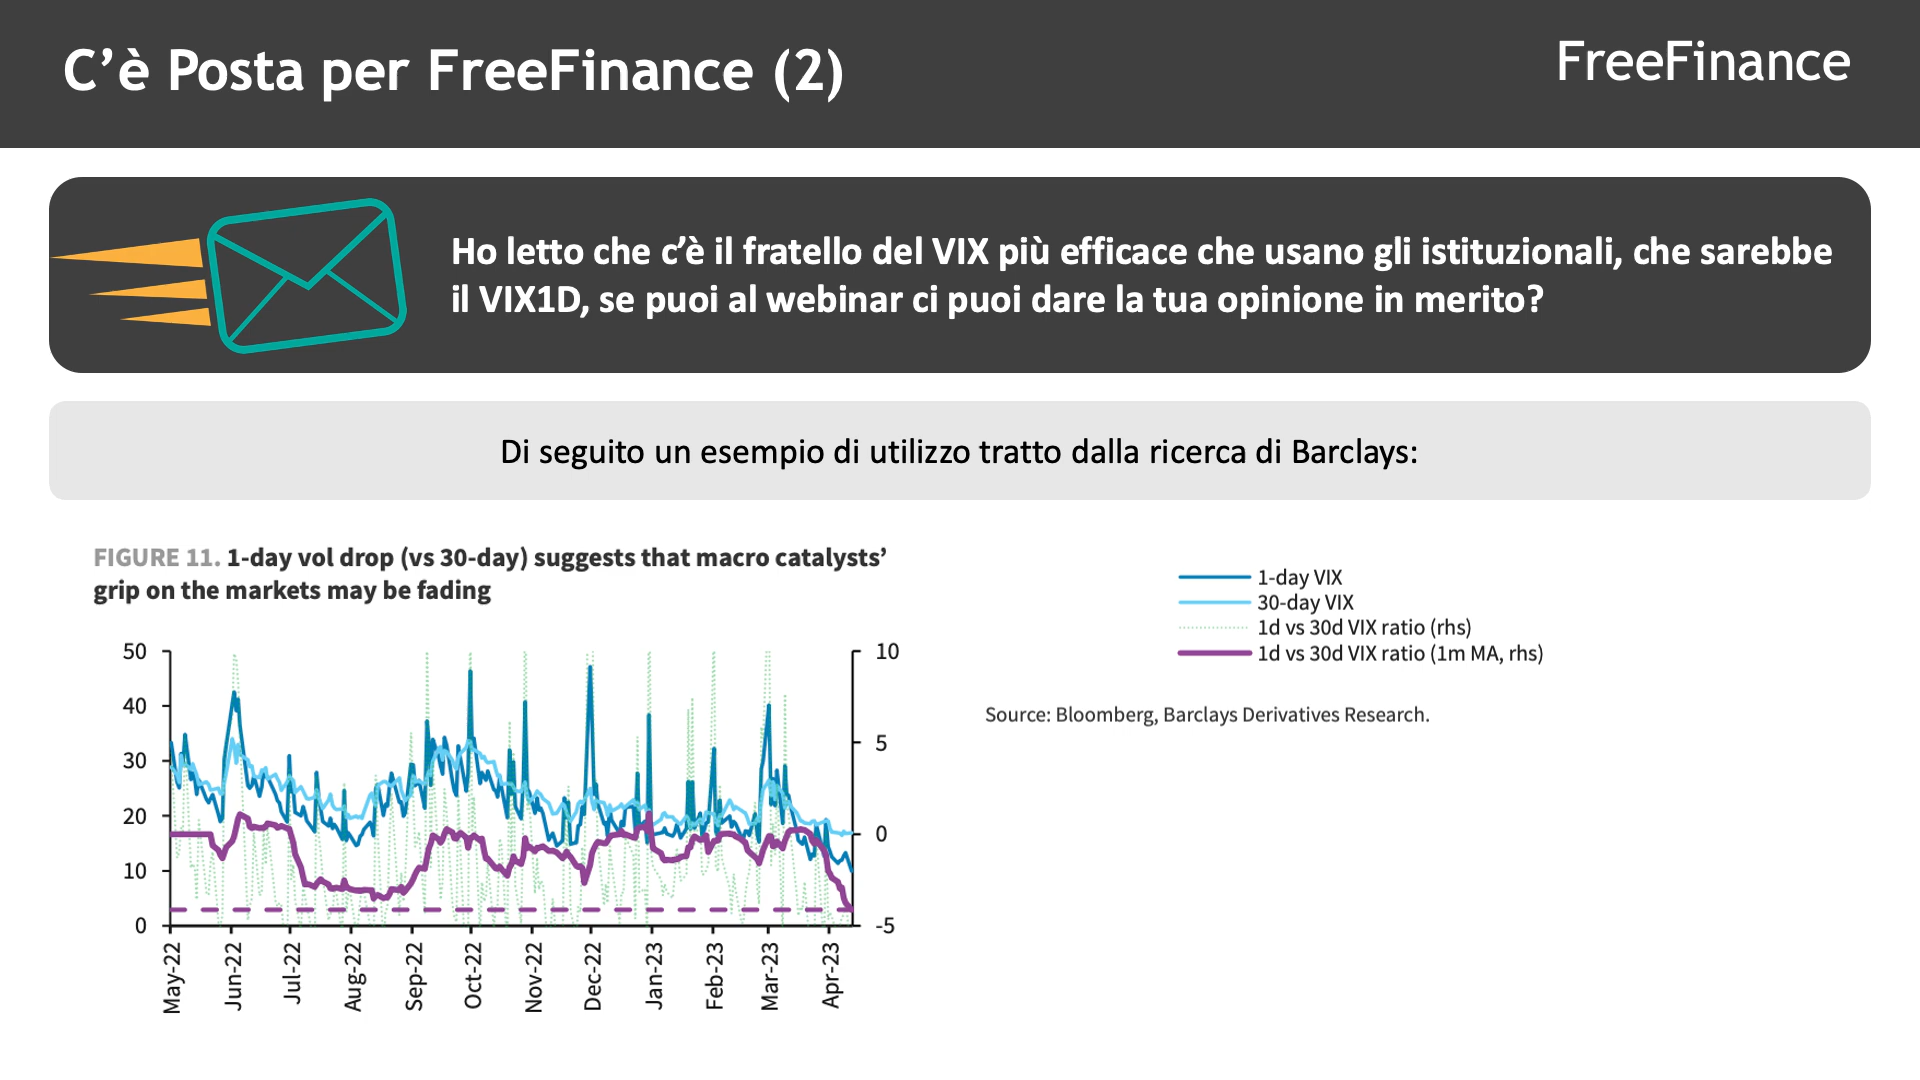 C’è Posta per FreeFinance (2)
FreeFinance
Ho letto che c’è il fratello del VIX più efficace che usano gli istituzionali, che sarebbe
il VIX1D, se puoi al webinar ci puoi dare la tua opinione in merito?
Di seguito un esempio di utilizzo tratto dalla ricerca di Barclays:
FIGURE 11. 1-day vol drop (vs 30-day) suggests that macro catalysts’
grip on the markets may be fading
1-day VIX
30-day VIX
1d vs 30d VIX ratio (rhs)
1d vs 30d VIX ratio (1m MA, rhs)
Source: Bloomberg, Barclays Derivatives Research.
50
40
30
20
10
0
10
5
0
-5
May-22
Jun-22
Jul-22
Aug-22
Sep-22
Oct-22
Nov-22
Dec-22
Jan-23
Feb-23
Mar-23
Apr-23